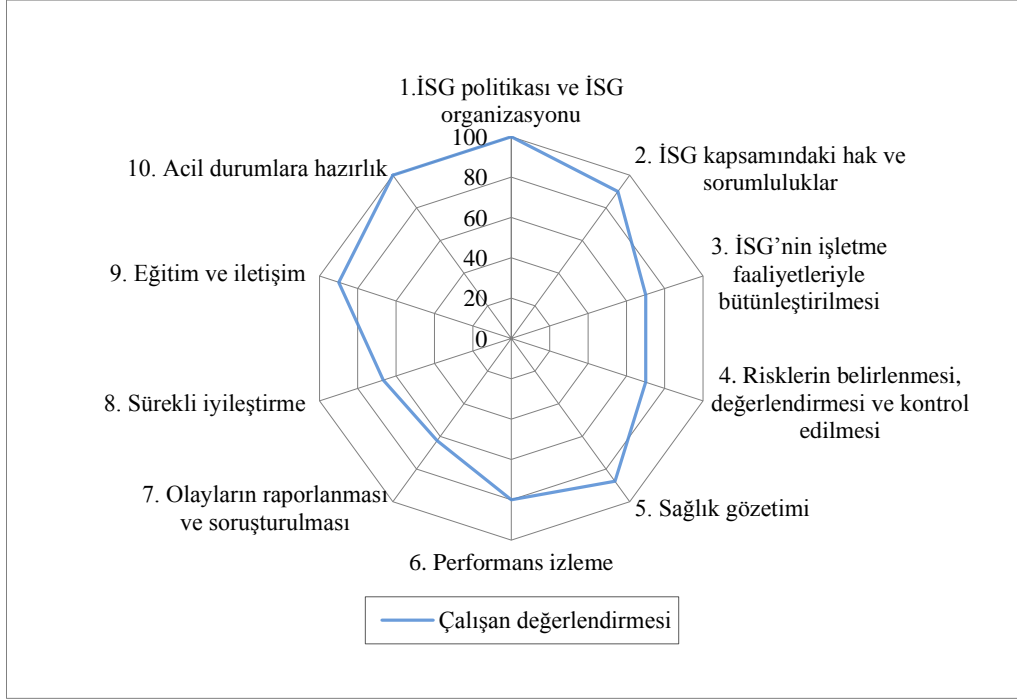 1.İSG politikası ve İSG
organizasyonu
2. İSG kapsamındaki hak ve
sorumluluklar
3. İSG’nin işletme
faaliyetleriyle
bütünleştirilmesi
4. Risklerin belirlenmesi,
değerlendirmesi ve kontrol
edilmesi
5. Sağlık gözetimi
6. Performans izleme
7. Olayların raporlanması
ve soruşturulması
8. Sürekli iyileştirme
9. Eğitim ve iletişim
10. Acil durumlara hazırlık
100
80
60
40
20
0
Çalışan değerlendirmesi